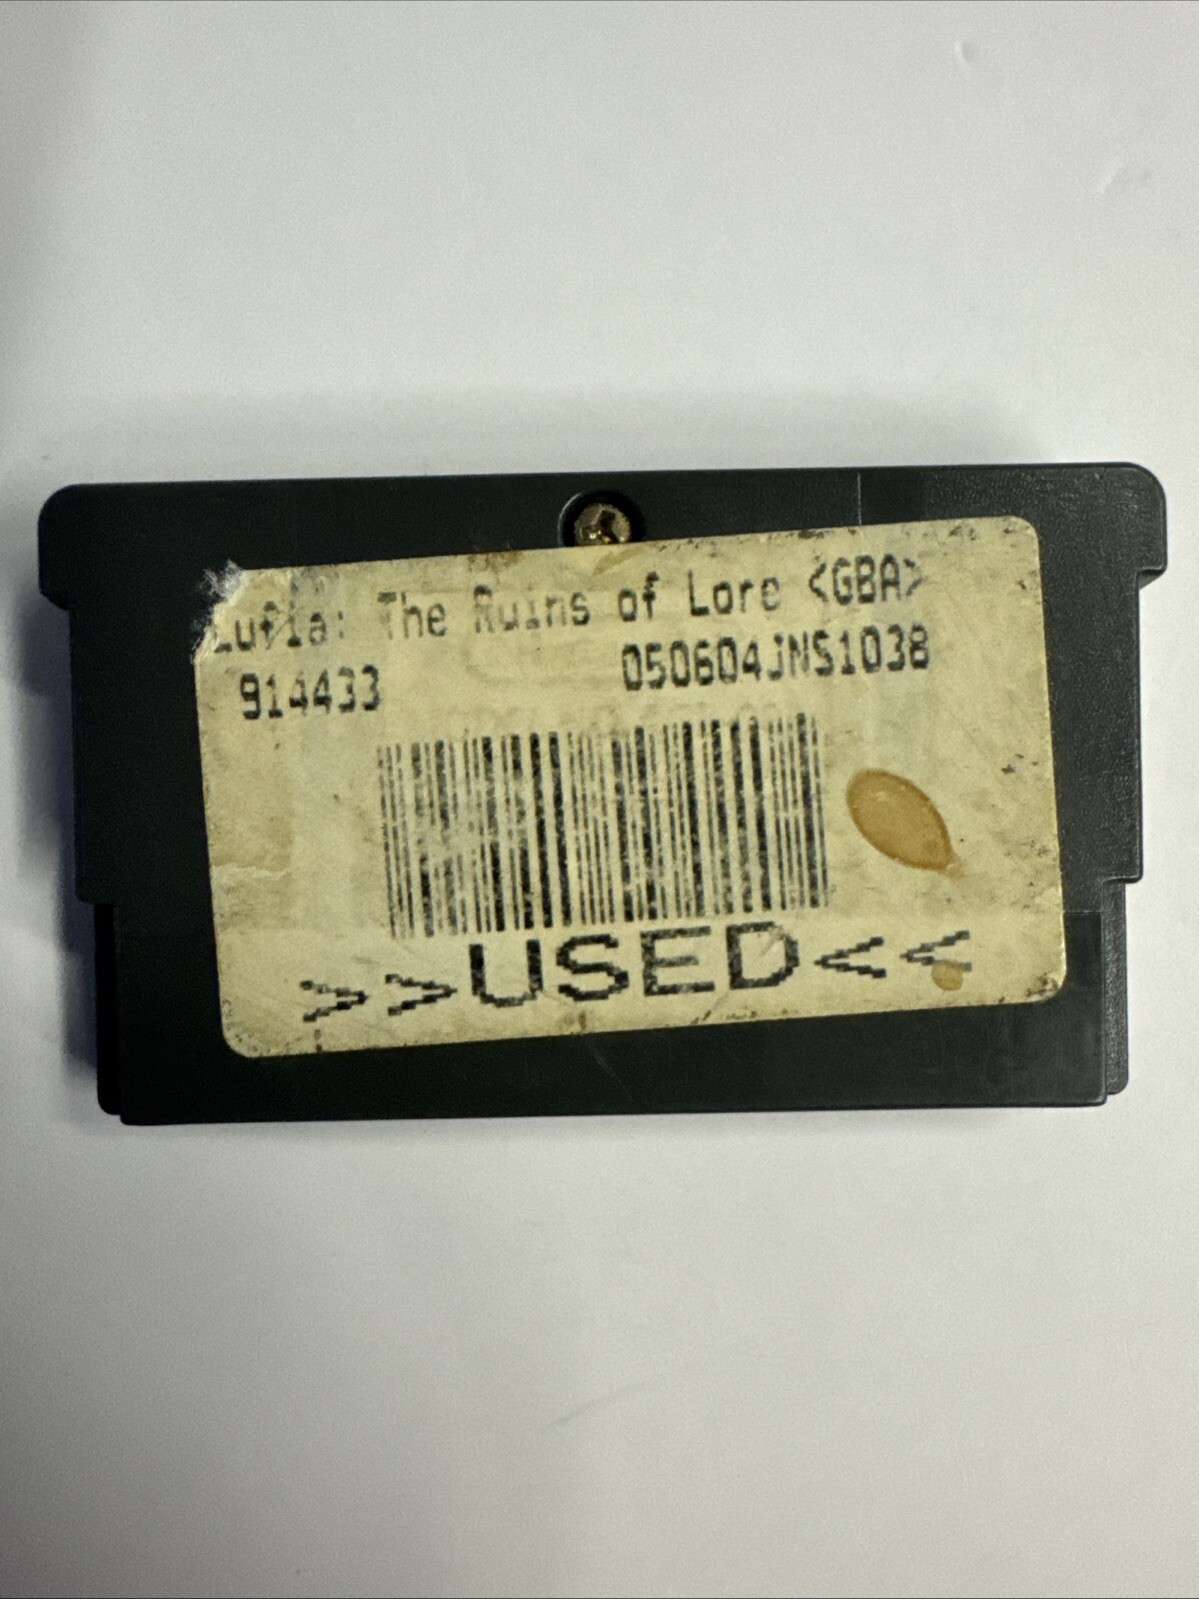 Lufia: The Ruins of Lore <GBA>
914433 050604JNS1038
>>USED<<